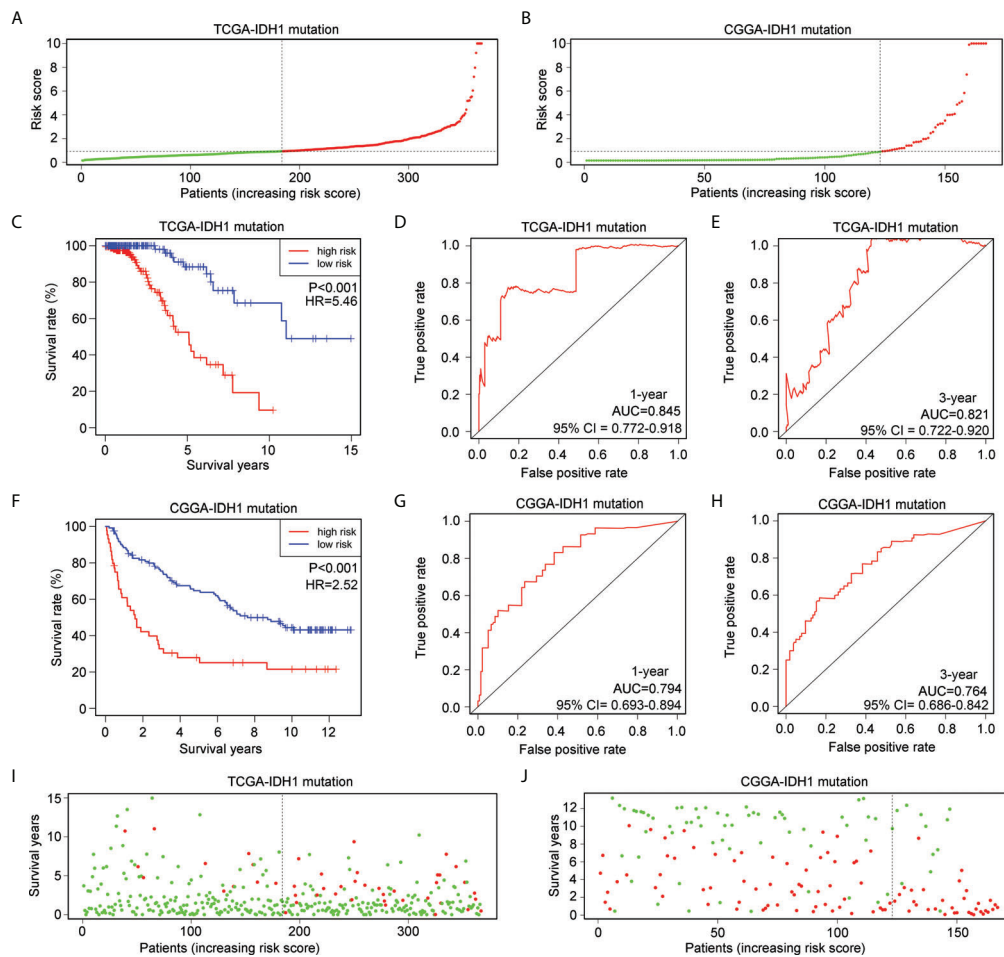 A
TCGA-IDH1 mutation
10
8
6
4
2
0
Risk score
0 100 200 300
Patients (increasing risk score)
B
CGGA-IDH1 mutation
10
8
6
4
2
0
Risk score
0 50 100 150
Patients (increasing risk score)
C
TCGA-IDH1 mutation
100
80
60
40
20
0
Survival rate (%)
high risk
low risk
P<0.001
HR=5.46
0 5 10 15
Survival years
D
TCGA-IDH1 mutation
1.0
0.8
0.6
0.4
0.2
0.0
True positive rate
1-year
AUC=0.845
95% CI = 0.772-0.918
0.0 0.2 0.4 0.6 0.8 1.0
False positive rate
E
TCGA-IDH1 mutation
1.0
0.8
0.6
0.4
0.2
0.0
True positive rate
3-year
AUC=0.821
95% CI = 0.722-0.920
0.0 0.2 0.4 0.6 0.8 1.0
False positive rate
F
CGGA-IDH1 mutation
100
80
60
40
20
0
Survival rate (%)
high risk
low risk
P<0.001
HR=2.52
0 2 4 6 8 10 12
Survival years
G
CGGA-IDH1 mutation
1.0
0.8
0.6
0.4
0.2
0.0
True positive rate
1-year
AUC=0.794
95% CI= 0.693-0.894
0.0 0.2 0.4 0.6 0.8 1.0
False positive rate
H
CGGA-IDH1 mutation
1.0
0.8
0.6
0.4
0.2
0.0
True positive rate
3-year
AUC=0.764
95% CI= 0.686-0.842
0.0 0.2 0.4 0.6 0.8 1.0
False positive rate
I
TCGA-IDH1 mutation
15
10
5
0
Survival years
0 100 200 300
Patients (increasing risk score)
J
CGGA-IDH1 mutation
12
10
8
6
4
2
0
Survival years
0 50 100 150
Patients (increasing risk score)